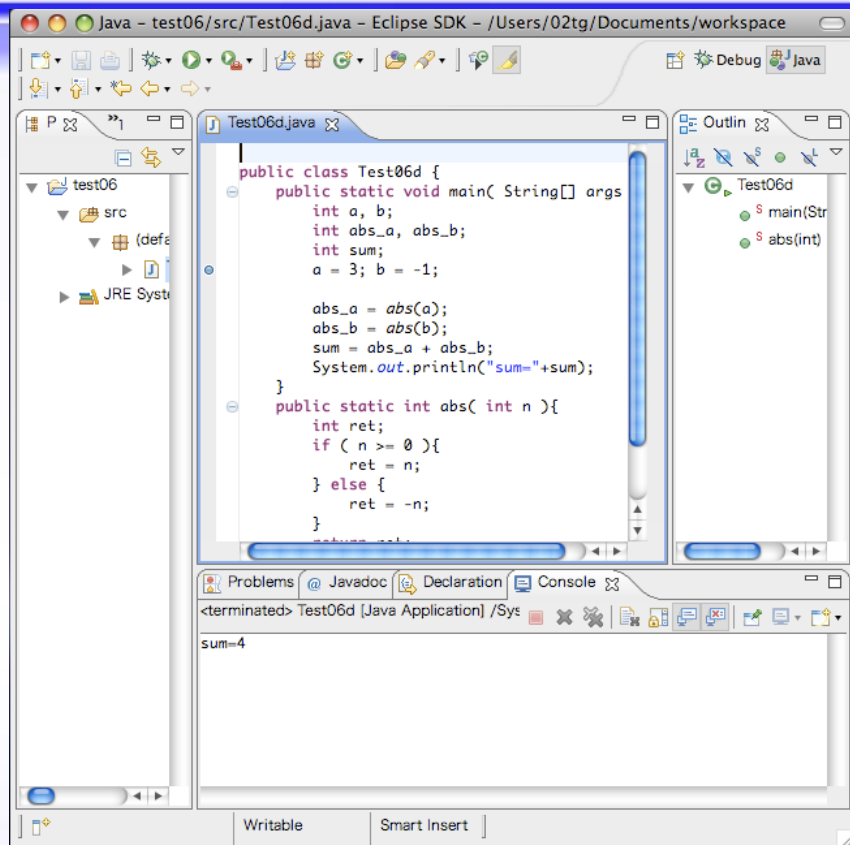 Java - test06/src/Test06d.java - Eclipse SDK - /Users/02tg/Documents/workspace
Debug Java
P
»1
test06
src
(defa
JRE Syste
Test06d.java
public class Test06d {
public static void main( String[] args
int a, b;
int abs_a, abs_b;
int sum;
a = 3; b = -1;
abs_a = abs(a);
abs_b = abs(b);
sum = abs_a + abs_b;
System.out.println("sum="+sum);
}
public static int abs( int n ){
int ret;
if ( n >= 0 ){
ret = n;
} else {
ret = -n;
}
return ret;
Outlin
Test06d
main(Str
abs(int)
Problems @ Javadoc Declaration Console
<terminated> Test06d [Java Application] /Sys
sum=4
Writable Smart Insert